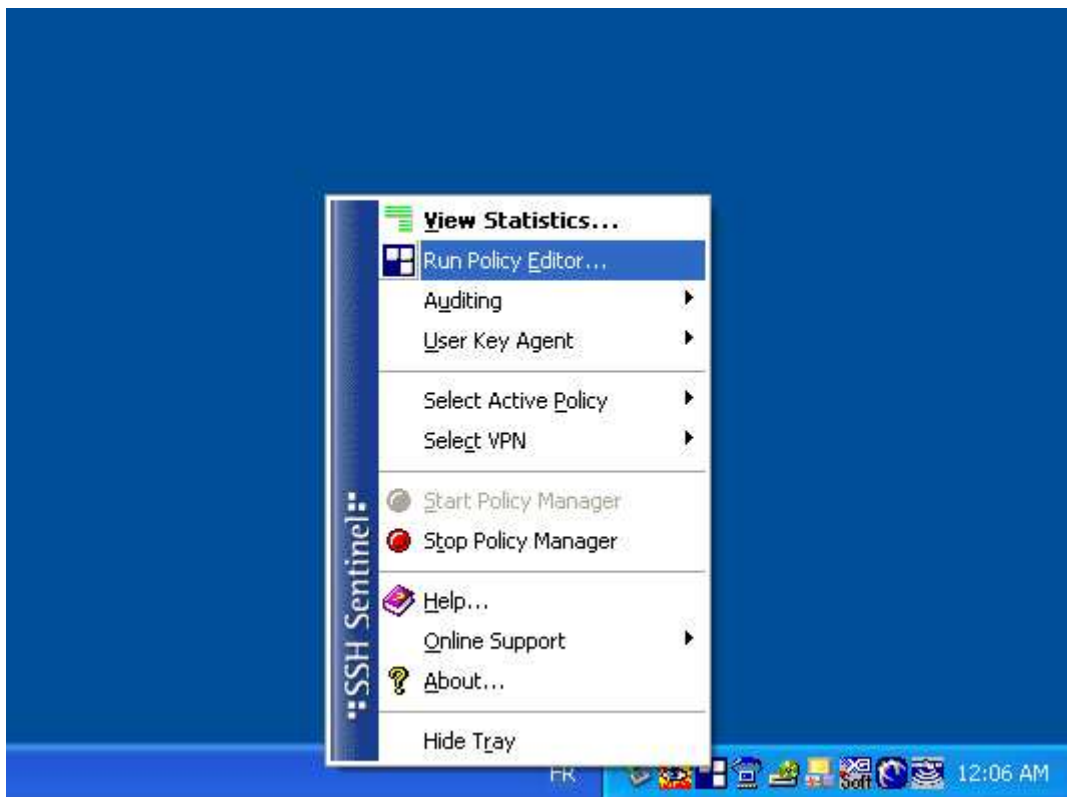 View Statistics...
Run Policy Editor...
Auditing
User Key Agent
Select Active Policy
Select VPN
Start Policy Manager
Stop Policy Manager
Help...
Online Support
About...
Hide Tray
SSH Sentinel
FR
Soft
12:06 AM